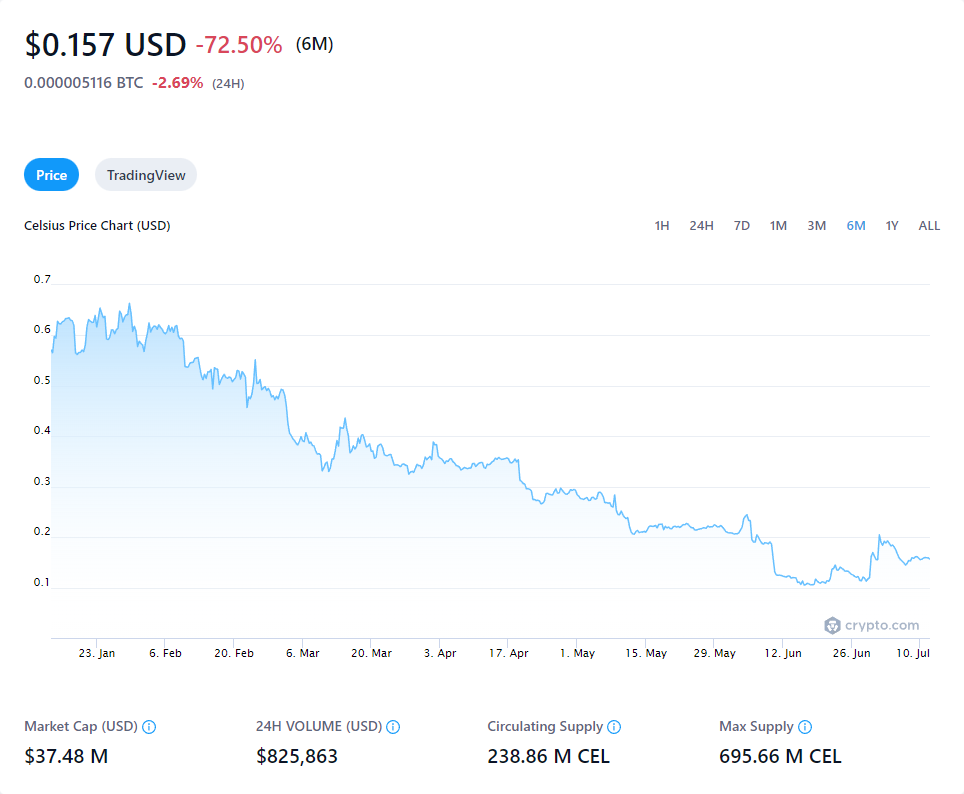 $0.157 USD -72.50% (6M)
0.000005116 BTC -2.69% (24H)
Price TradingView
Celsius Price Chart (USD) 1H 24H 7D 1M 3M 6M 1Y ALL
0.7
0.6
0.5
0.4
0.3
0.2
0.1
crypto.com
23. Jan 6. Feb 20. Feb 6. Mar 20. Mar 3. Apr 17. Apr 1. May 15. May 29. May 12. Jun 26. Jun 10. Jul
Market Cap (USD) 24H VOLUME (USD) Circulating Supply Max Supply
$37.48 M $825,863 238.86 M CEL 695.66 M CEL